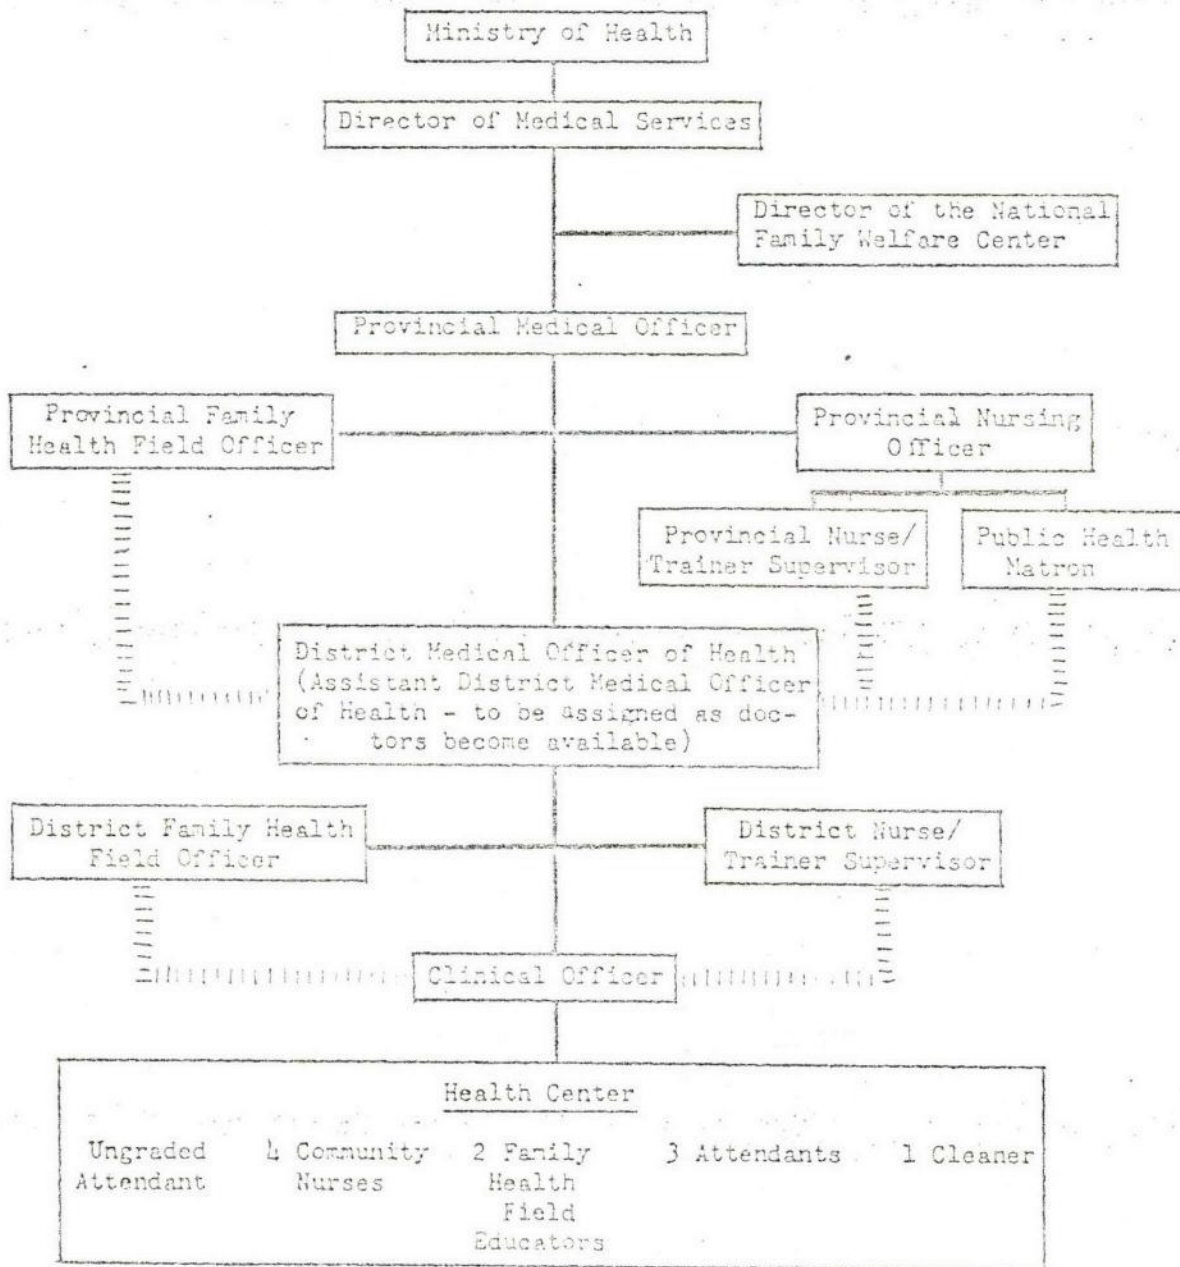 Ministry of Health
Director of Medical Services
Director of the National
Family Welfare Center
Provincial Medical Officer
Provincial Family
Health Field Officer
Provincial Nursing
Officer
Provincial Nurse/
Trainer Supervisor
Public Health
Matron
District Medical Officer of Health
(Assistant District Medical Officer
of Health - to be assigned as doc-
tors become available)
District Family Health
Field Officer
District Nurse/
Trainer Supervisor
Clinical Officer
Health Center
Ungraded
Attendant
4 Community
Nurses
2 Family
Health
Field
Educators
3 Attendants
1 Cleaner